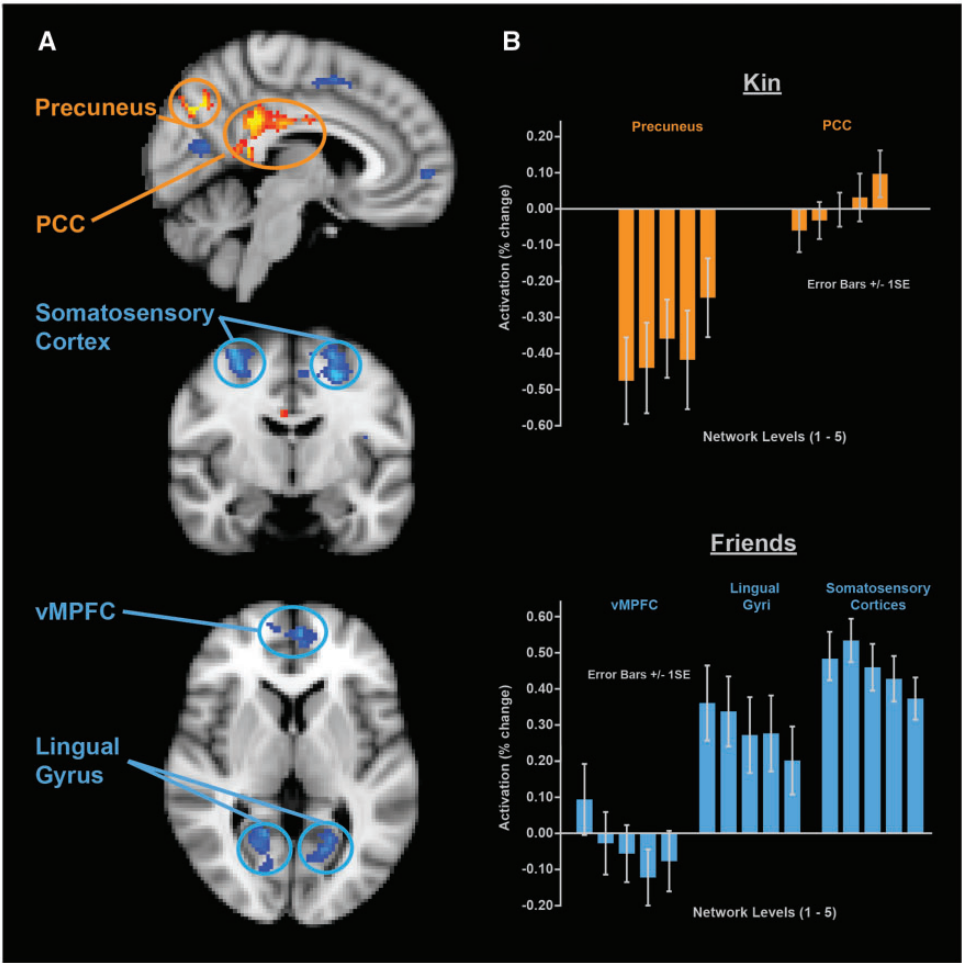 A
Precuneus
PCC
Somatosensory
Cortex
vMPFC
Lingual
Gyrus
B
Kin
Precuneus
PCC
Activation (% change)
0.20
0.10
0.00
-0.10
-0.20
-0.30
-0.40
-0.50
-0.60
Error Bars +/- 1SE
Network Levels (1 - 5)
Friends
vMPFC
Lingual
Gyri
Somatosensory
Cortices
Activation (% change)
0.60
0.50
0.40
0.30
0.20
0.10
0.00
-0.10
-0.20
Error Bars +/- 1SE
Network Levels (1 - 5)